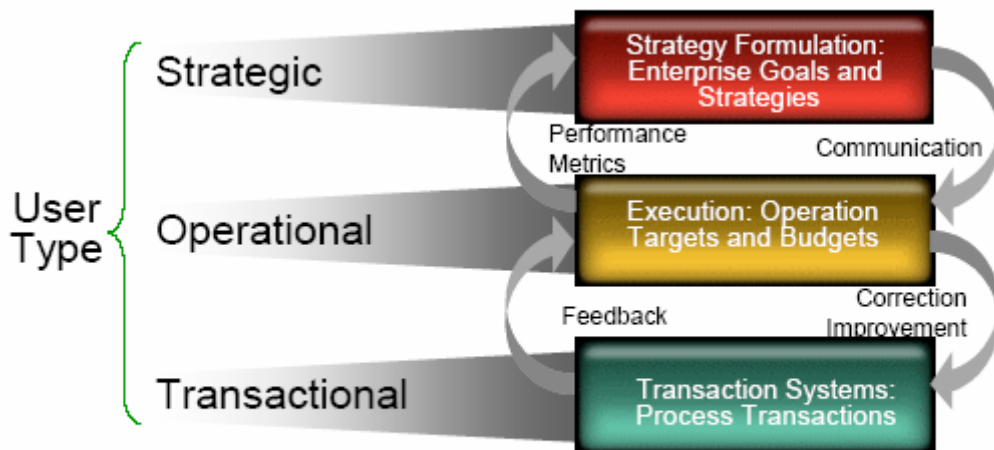 Strategic
Strategy Formulation:
Enterprise Goals and
Strategies
Performance
Metrics
Communication
User
Type
Operational
Execution: Operation
Targets and Budgets
Feedback
Correction
Improvement
Transactional
Transaction Systems:
Process Transactions